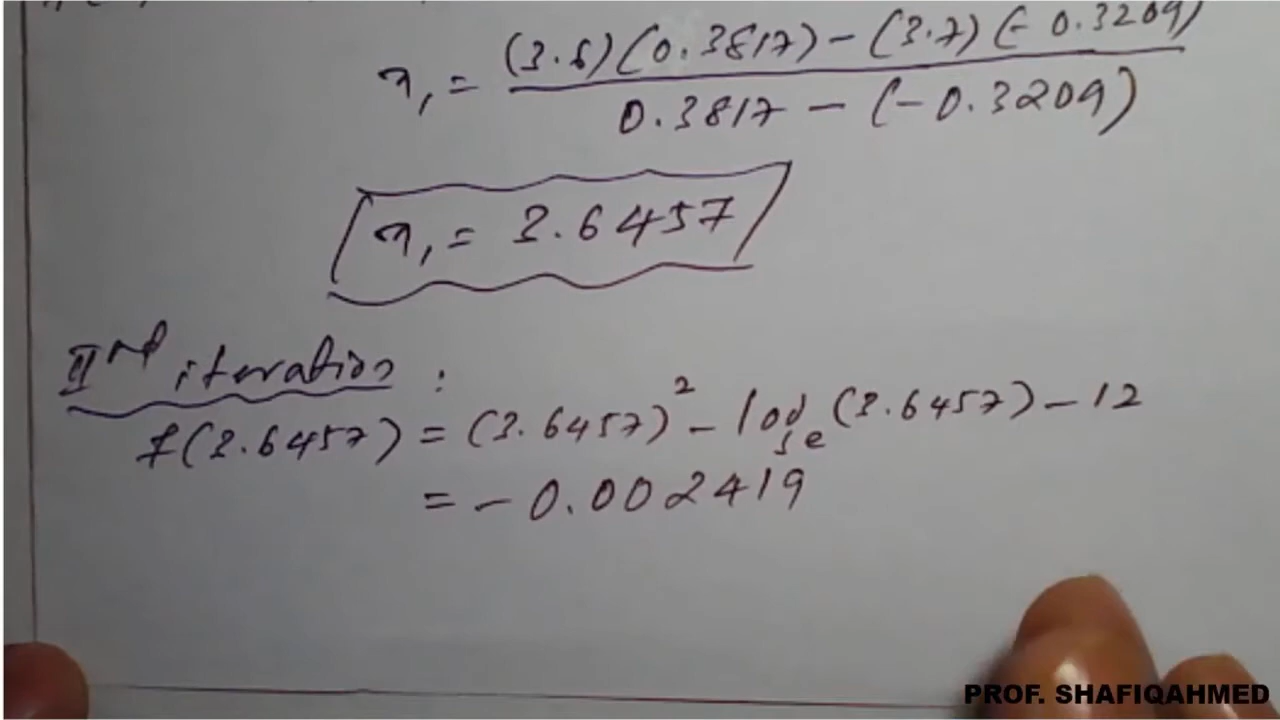 x₁ = (3.6)(0.3817) - (3.7)(-0.3209)
0.3817 - (-0.3209)
x₁ = 3.6457
IInd iteration :
f(3.6457) = (3.6457)² - logₑ(3.6457) - 12
= -0.002419
PROF. SHAFIQAHMED